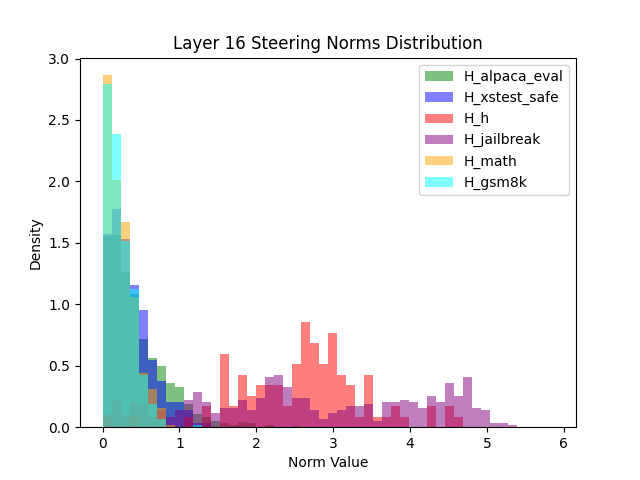 Layer 16 Steering Norms Distribution
3.0
2.5
2.0
1.5
1.0
0.5
0.0
Density
H_alpaca_eval
H_xstest_safe
H_h
H_jailbreak
H_math
H_gsm8k
0 1 2 3 4 5 6
Norm Value